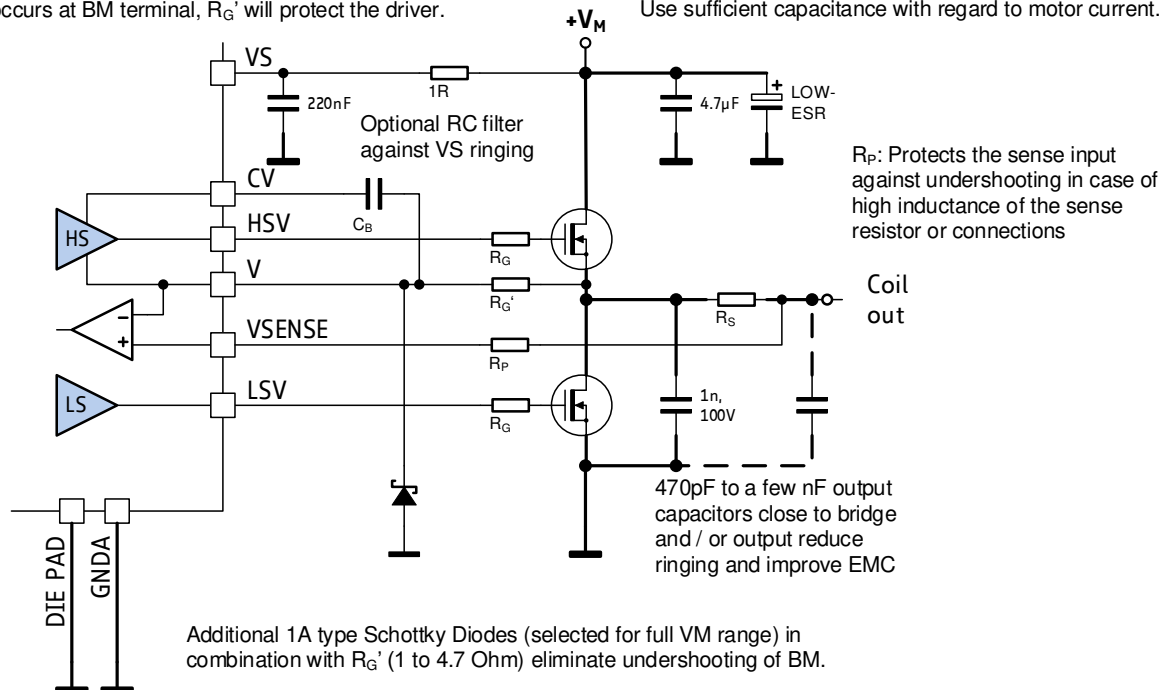 occurs at BM terminal, RG' will protect the driver.
Use sufficient capacitance with regard to motor current.
+VM
VS
1R
220nF
4.7µF
+
LOW-
ESR
Optional RC filter
against VS ringing
RP: Protects the sense input
against undershooting in case of
high inductance of the sense
resistor or connections
CV
CB
HS
HSV
RG
V
RG'
Coil
out
RS
-
+
VSENSE
RP
LS
LSV
RG
1n,
100V
470pF to a few nF output
capacitors close to bridge
and / or output reduce
ringing and improve EMC
DIE PAD
GNDA
Additional 1A type Schottky Diodes (selected for full VM range) in
combination with RG' (1 to 4.7 Ohm) eliminate undershooting of BM.